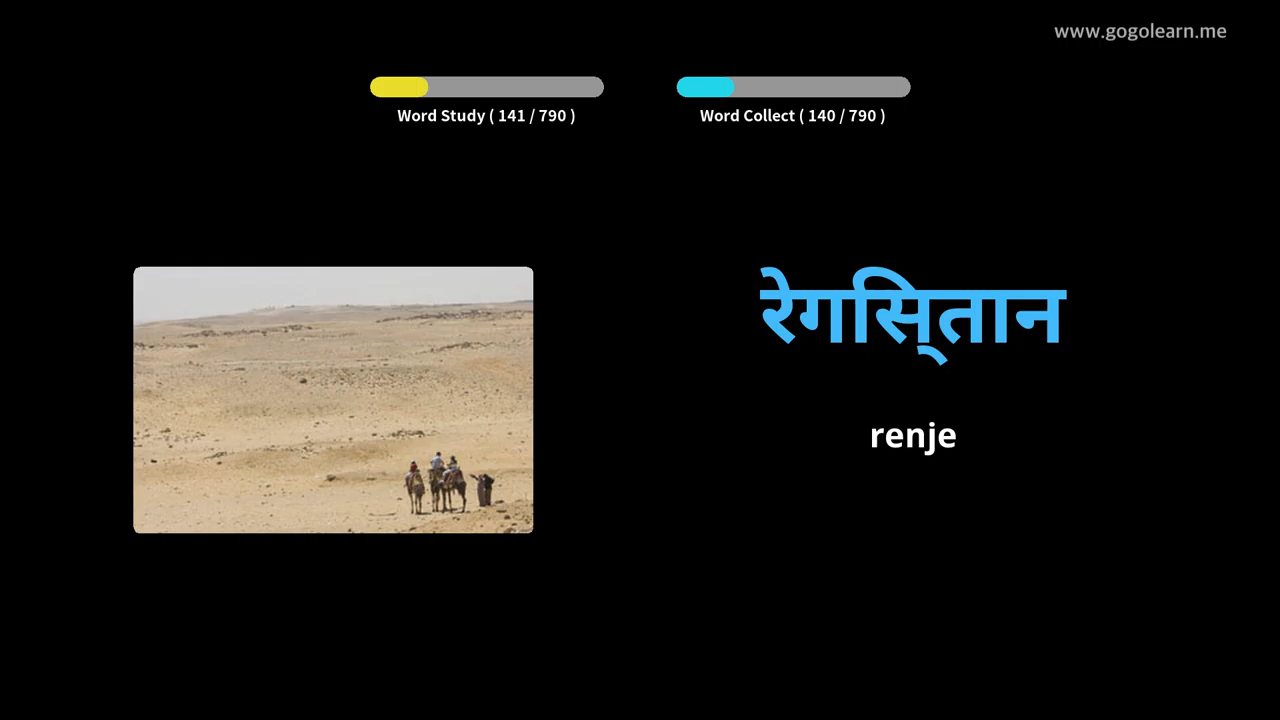 www.gogolearn.me
Word Study ( 141 / 790 )
Word Collect ( 140 / 790 )
रेगसि्तान
renje